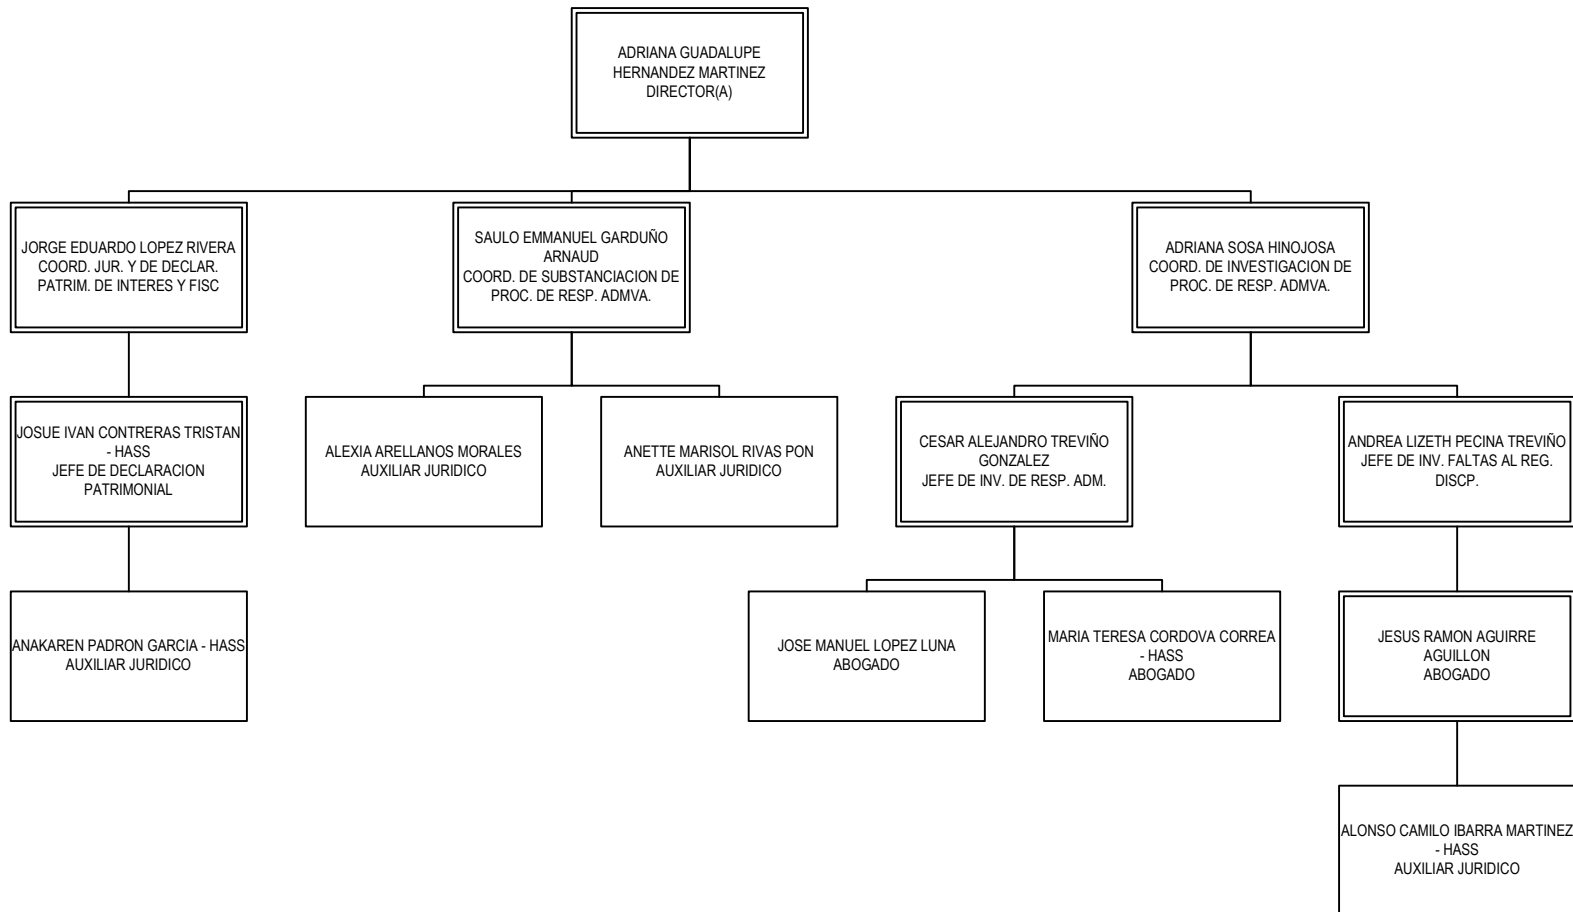 ADRIANA GUADALUPE
HERNANDEZ MARTINEZ
DIRECTOR(A)
JORGE EDUARDO LOPEZ RIVERA
COORD. JUR. Y DE DECLAR.
PATRIM. DE INTERES Y FISC
SAULO EMMANUEL GARDUÑO
ARNAUD
COORD. DE SUBSTANCIACION DE
PROC. DE RESP. ADMVA.
ADRIANA SOSA HINOJOSA
COORD. DE INVESTIGACION DE
PROC. DE RESP. ADMVA.
JOSUE IVAN CONTRERAS TRISTAN
- HASS
JEFE DE DECLARACION
PATRIMONIAL
ALEXIA ARELLANOS MORALES
AUXILIAR JURIDICO
ANETTE MARISOL RIVAS PON
AUXILIAR JURIDICO
CESAR ALEJANDRO TREVIÑO
GONZALEZ
JEFE DE INV. DE RESP. ADM.
ANDREA LIZETH PECINA TREVIÑO
JEFE DE INV. FALTAS AL REG.
DISCP.
ANAKAREN PADRON GARCIA - HASS
AUXILIAR JURIDICO
JOSE MANUEL LOPEZ LUNA
ABOGADO
MARIA TERESA CORDOVA CORREA
- HASS
ABOGADO
JESUS RAMON AGUIRRE
AGUILLON
ABOGADO
ALONSO CAMILO IBARRA MARTINEZ
- HASS
AUXILIAR JURIDICO